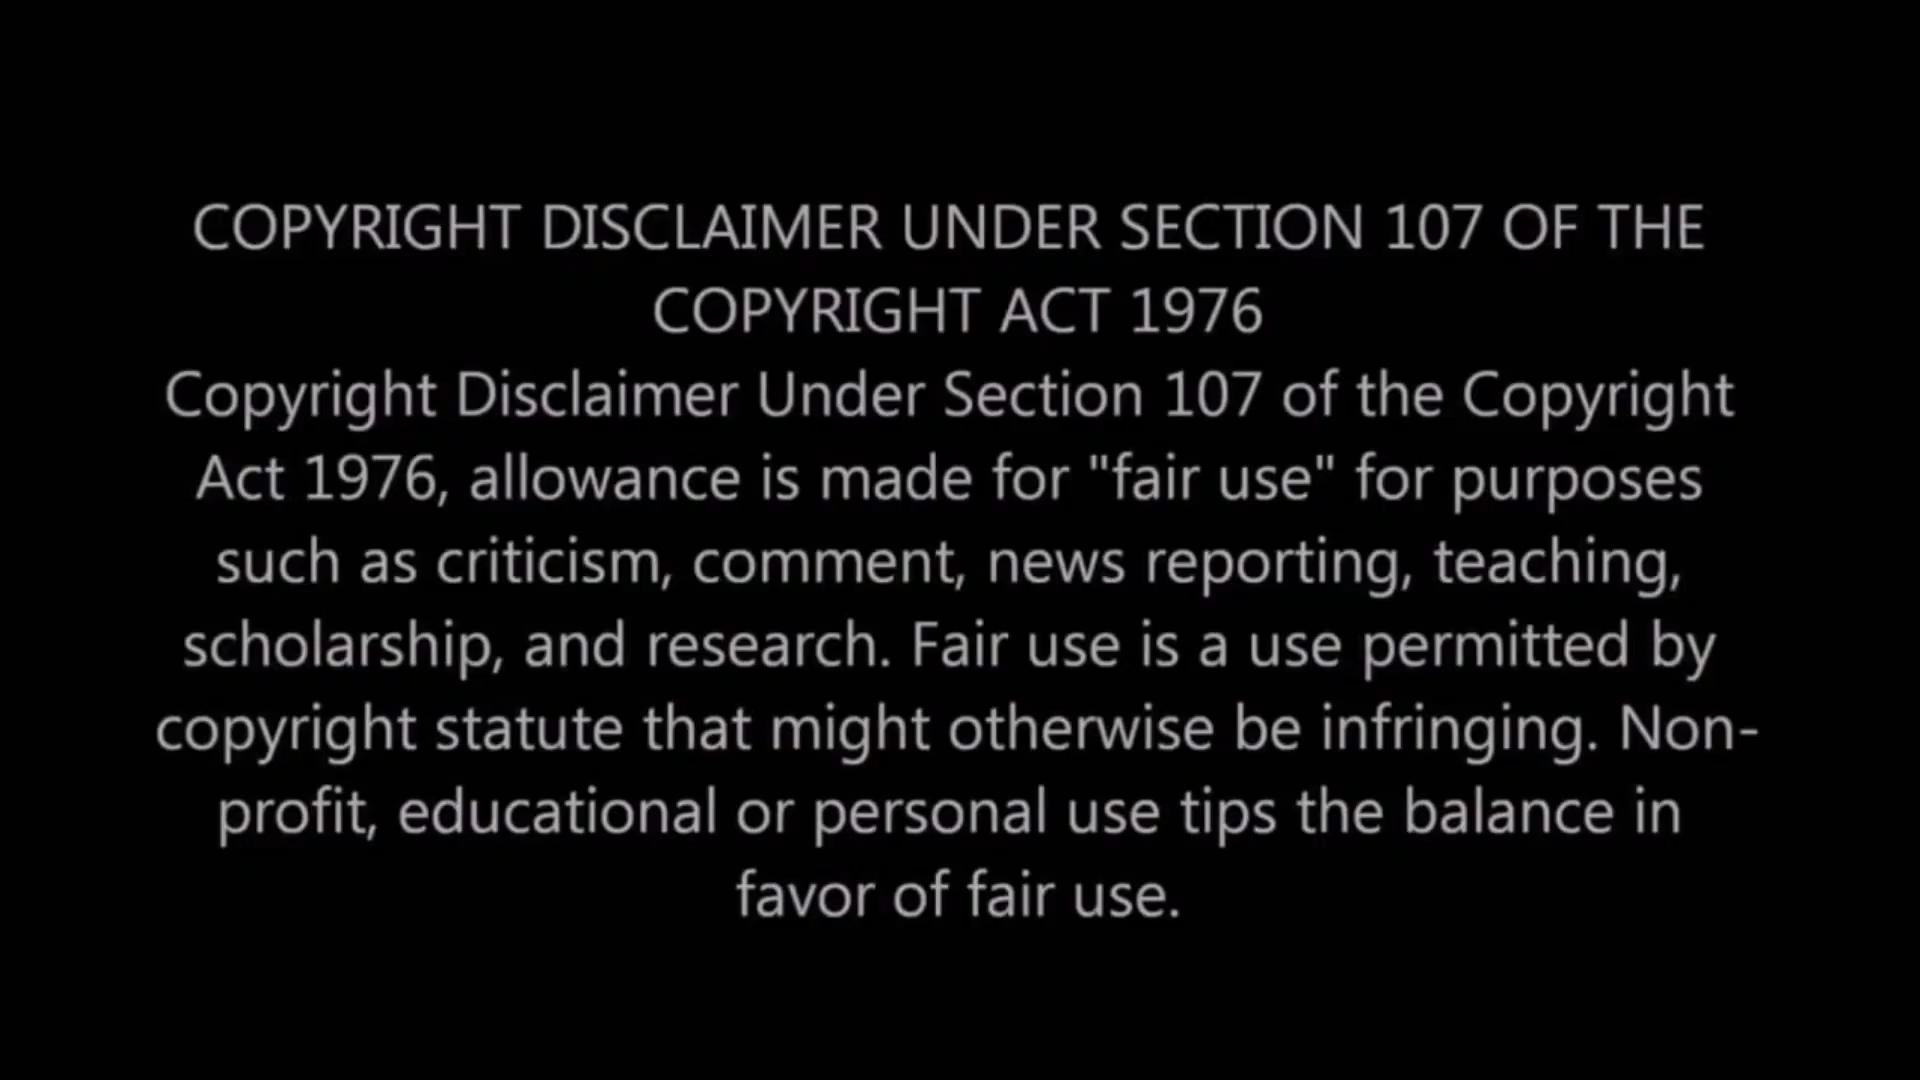 COPYRIGHT DISCLAIMER UNDER SECTION 107 OF THE
COPYRIGHT ACT 1976
Copyright Disclaimer Under Section 107 of the Copyright
Act 1976, allowance is made for "fair use" for purposes
such as criticism, comment, news reporting, teaching,
scholarship, and research. Fair use is a use permitted by
copyright statute that might otherwise be infringing. Non-
profit, educational or personal use tips the balance in
favor of fair use.